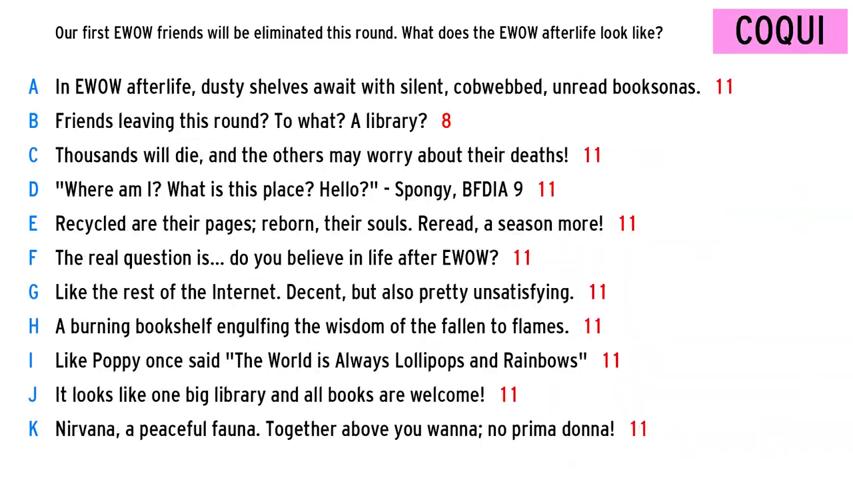 Our first EWOW friends will be eliminated this round. What does the EWOW afterlife look like?
COQUI
A In EWOW afterlife, dusty shelves await with silent, cobwebbed, unread booksonas. 11
B Friends leaving this round? To what? A library? 8
C Thousands will die, and the others may worry about their deaths! 11
D "Where am I? What is this place? Hello?" - Spongy, BFDIA 9 11
E Recycled are their pages; reborn, their souls. Reread, a season more! 11
F The real question is... do you believe in life after EWOW? 11
G Like the rest of the Internet. Decent, but also pretty unsatisfying. 11
H A burning bookshelf engulfing the wisdom of the fallen to flames. 11
I Like Poppy once said "The World is Always Lollipops and Rainbows" 11
J It looks like one big library and all books are welcome! 11
K Nirvana, a peaceful fauna. Together above you wanna; no prima donna! 11